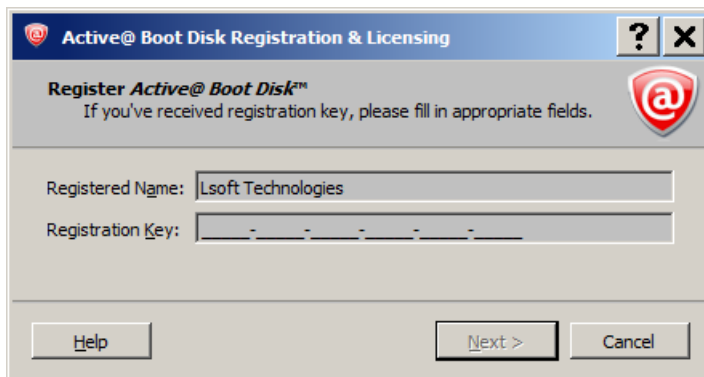 Active@ Boot Disk Registration & Licensing
Register Active@ Boot Disk™
If you've received registration key, please fill in appropriate fields.
Registered Name: Lsoft Technologies
Registration Key: _____-_____-_____-_____-_____-_____
Help Next > Cancel